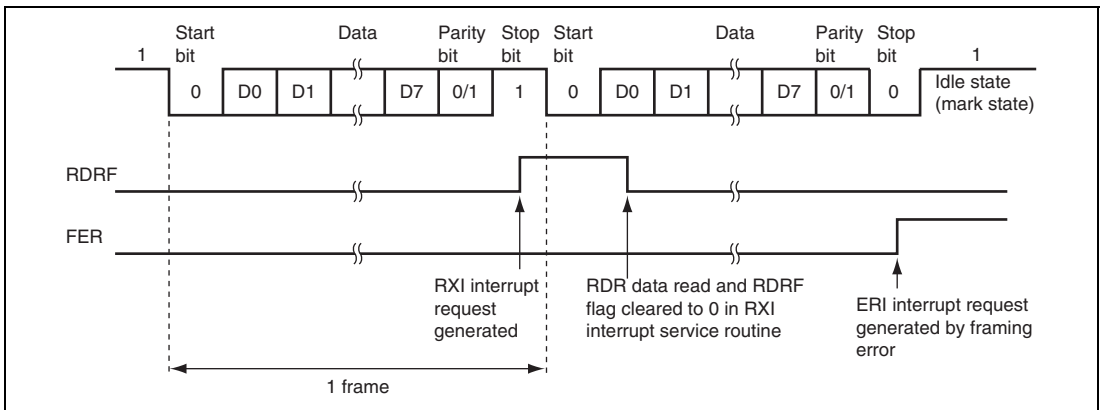 Start Data Parity Stop Start Data Parity Stop
1 bit bit bit bit bit bit 1
0 D0 D1 D7 0/1 1 0 D0 D1 D7 0/1 0 Idle state
(mark state)
RDRF
FER
RXI interrupt
request
generated
RDR data read and RDRF
flag cleared to 0 in RXI
interrupt service routine
ERI interrupt request
generated by framing
error
1 frame